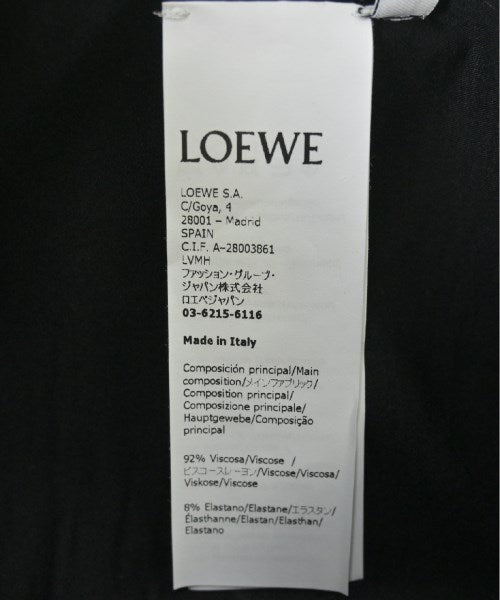 LOEWE
LOEWE S.A.
C/Goya, 4
28001 – Madrid
SPAIN
C.I.F. A–28003861
LVMH
ファッション・グループ・
ジャパン株式会社
ロエベジャパン
03-6215-6116
Made in Italy
Composición principal/Main
composition/メインファブリック/
Composition principal/
Composizione principale/
Hauptgewebe/Composição
principal
92% Viscosa/Viscose /
ビスコースレーヨン/Viscose/Viscosa/
Viskose/Viscose
8% Elastano/Elastane/エラスタン/
Élasthanne/Elastan/Elasthan/
Elastano